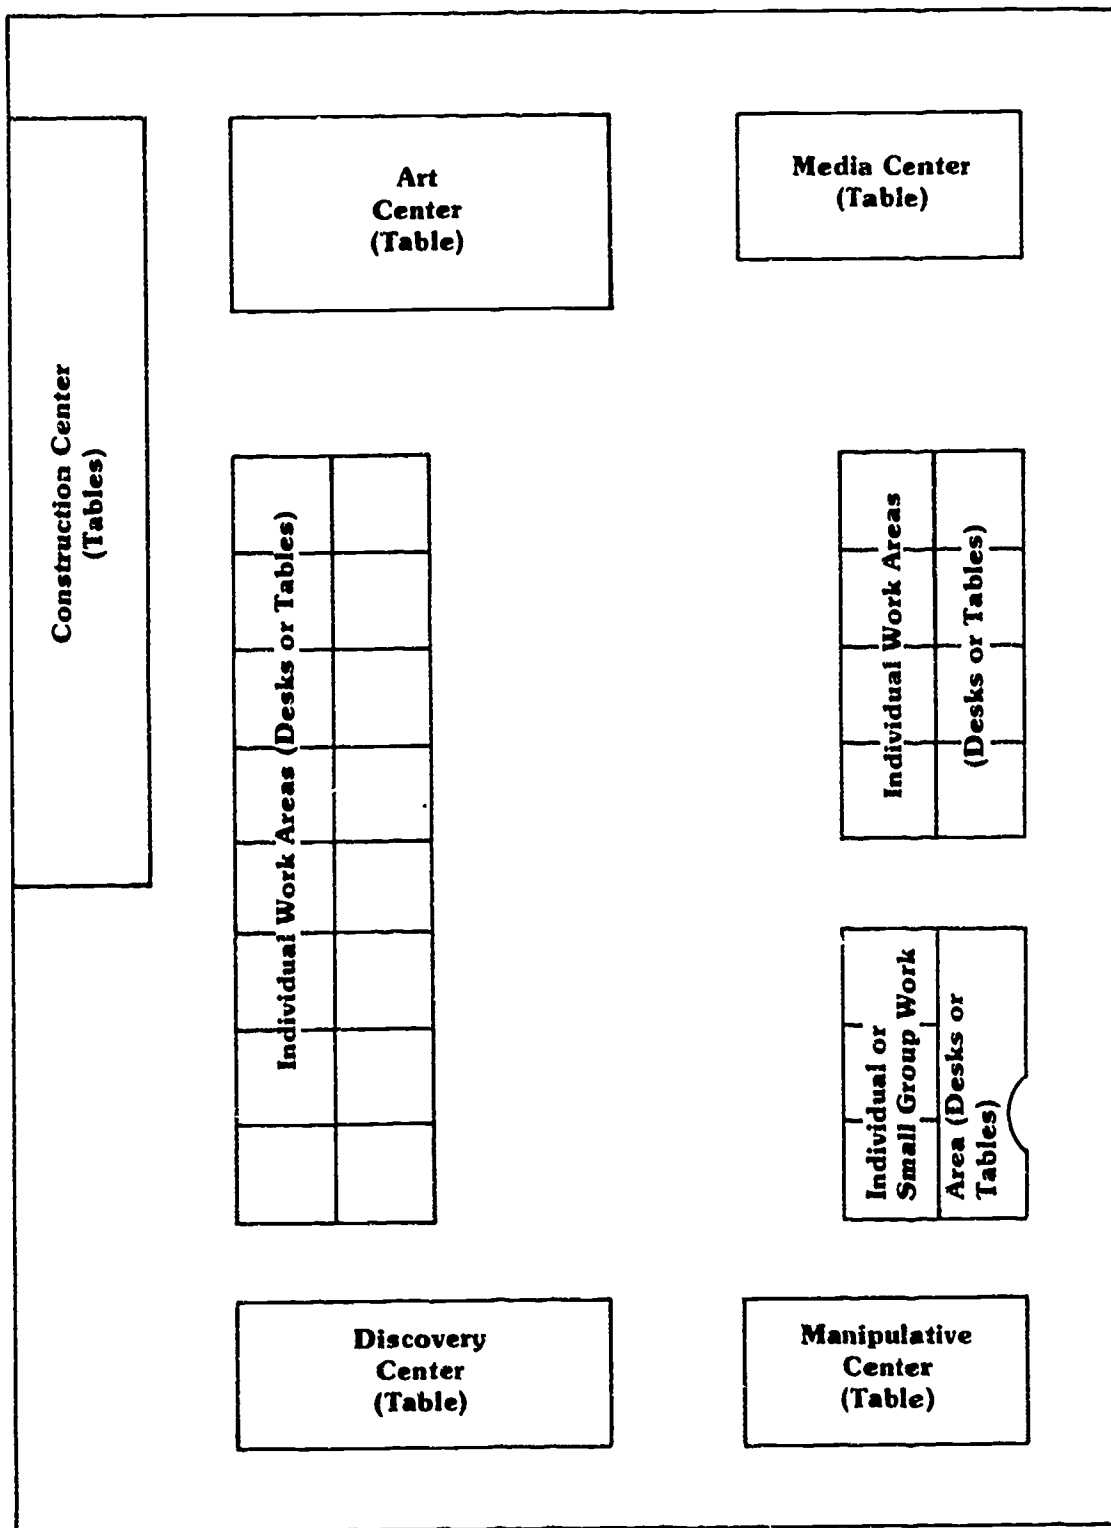 Art
Center
(Table)
Media Center
(Table)
Construction Center
(Tables)
Individual Work Areas (Desks or Tables)
Individual Work Areas
(Desks or Tables)
Individual or
Small Group Work
Area (Desks or
Tables)
Discovery
Center
(Table)
Manipulative
Center
(Table)